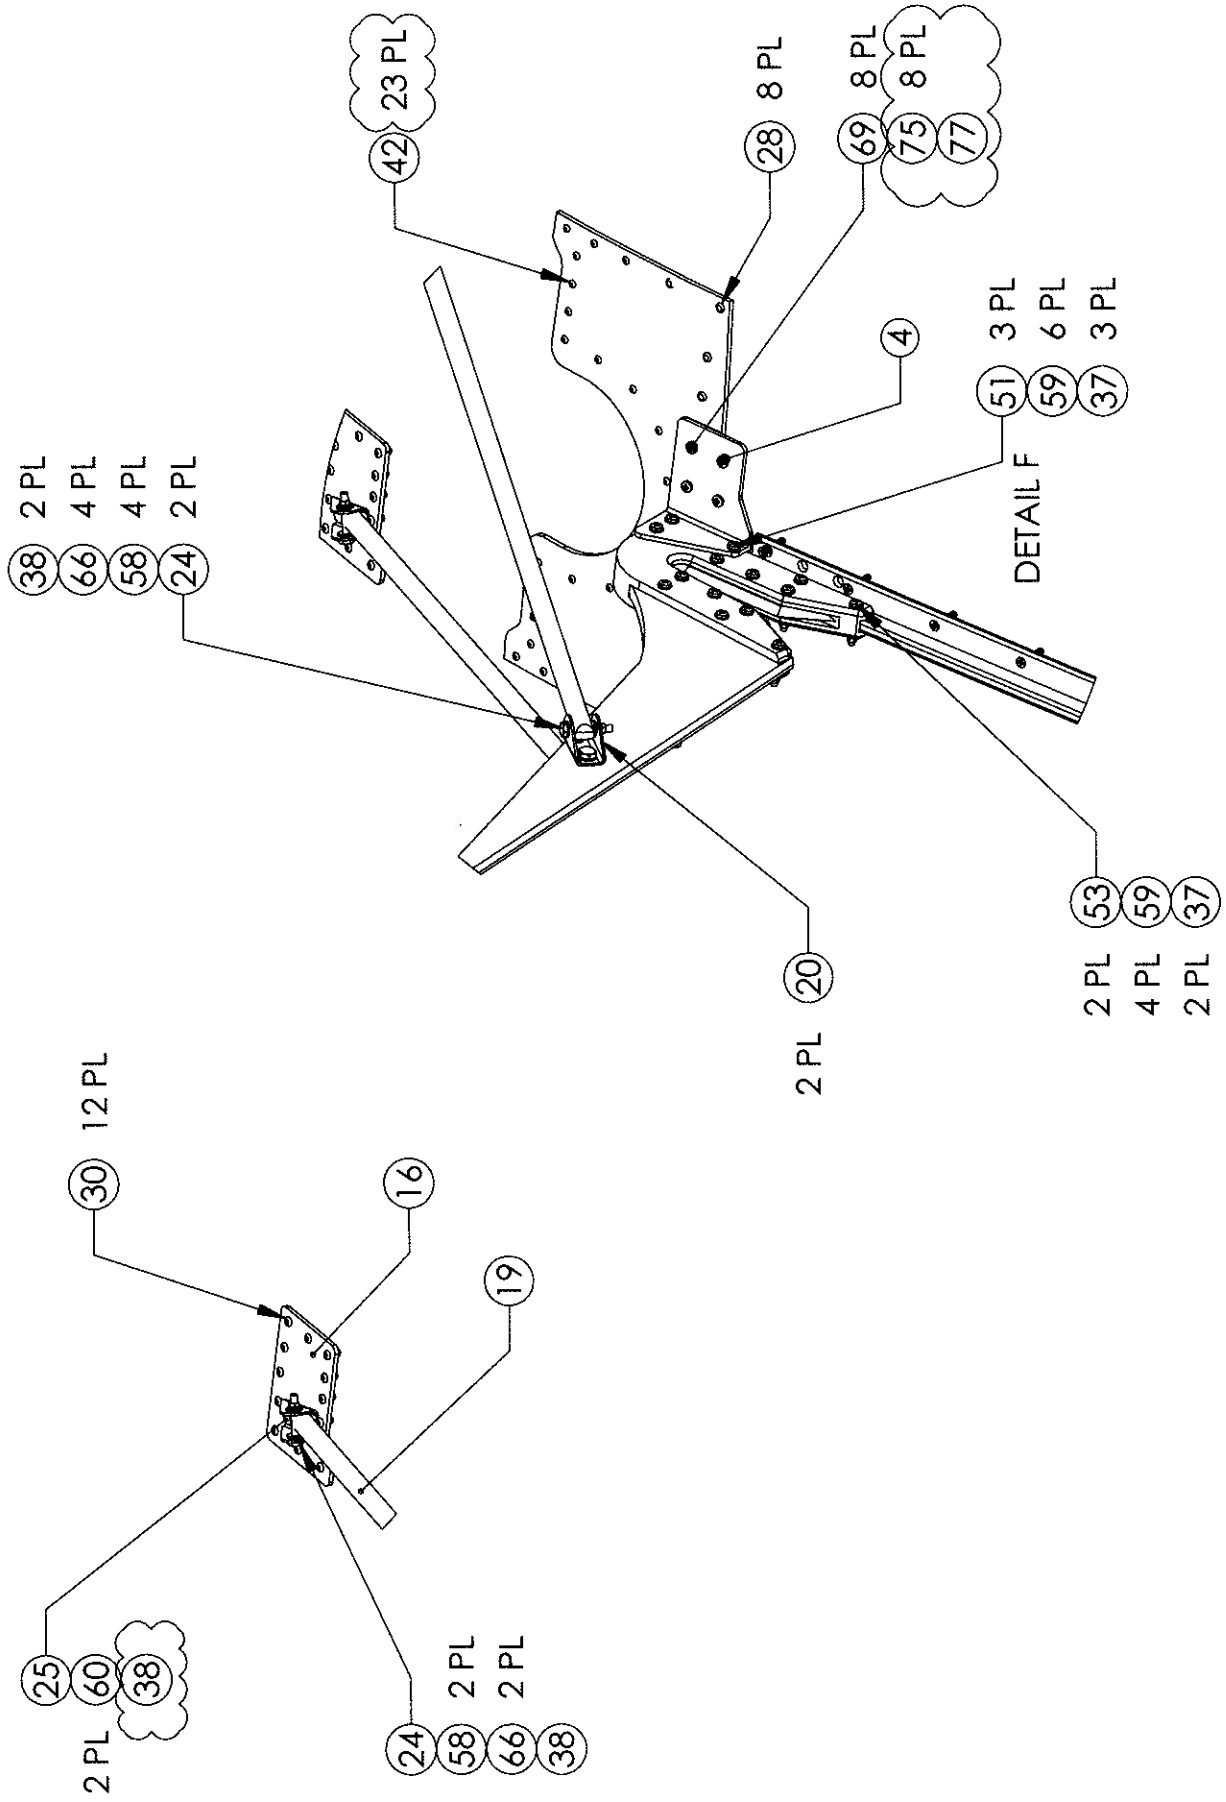 38 2 PL
66 4 PL
58 4 PL
24 2 PL
42 23 PL
28 8 PL
69 8 PL
75 8 PL
77
4
51 3 PL
59 6 PL
37 3 PL
DETAIL F
2 PL 20
2 PL 53
4 PL 59
2 PL 37
30 12 PL
16
19
25
2 PL 60
38
24
58 2 PL
66 2 PL
38